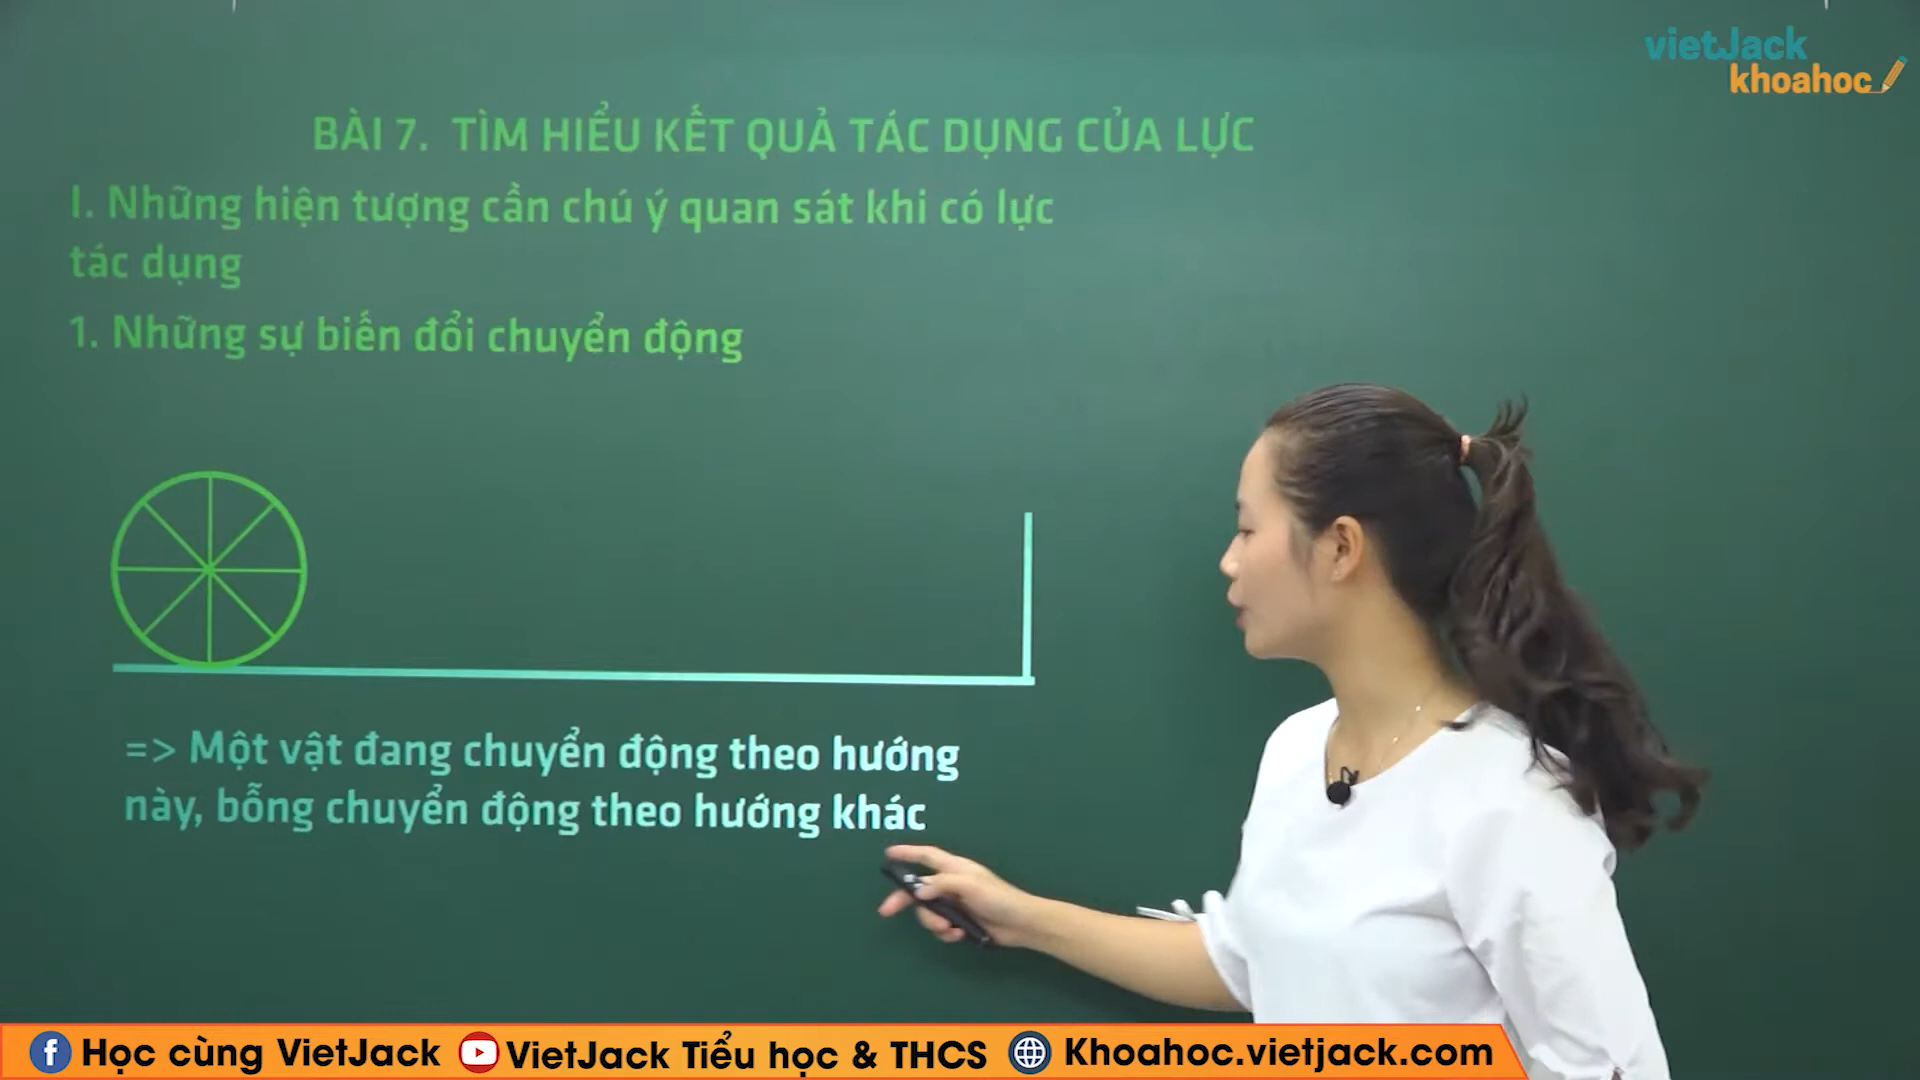 vietJack
khoahoc
BÀI 7. TÌM HIỂU KẾT QUẢ TÁC DỤNG CỦA LỰC
I. Những hiện tượng cần chú ý quan sát khi có lực
tác dụng
1. Những sự biến đổi chuyển động
=> Một vật đang chuyển động theo hướng
này, bỗng chuyển động theo hướng khác
Học cùng VietJack VietJack Tiểu học & THCS Khoahoc.vietjack.com